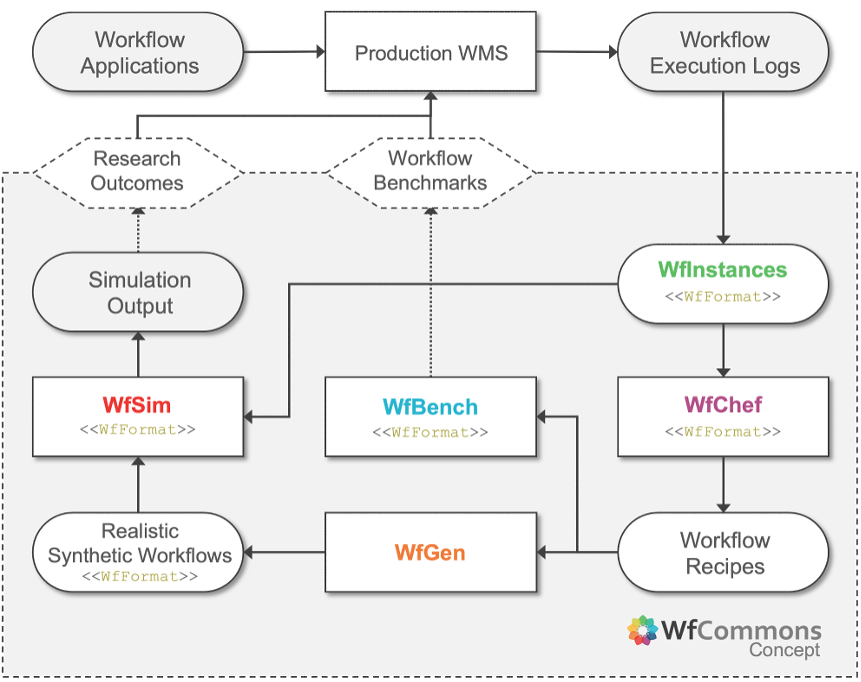 Workflow
Applications
Production WMS
Workflow
Execution Logs
Research
Outcomes
Workflow
Benchmarks
Simulation
Output
WfInstances
<<WfFormat>>
WfSim
<<WfFormat>>
WfBench
<<WfFormat>>
WfChef
<<WfFormat>>
Realistic
Synthetic Workflows
<<WfFormat>>
WfGen
Workflow
Recipes
WfCommons
Concept